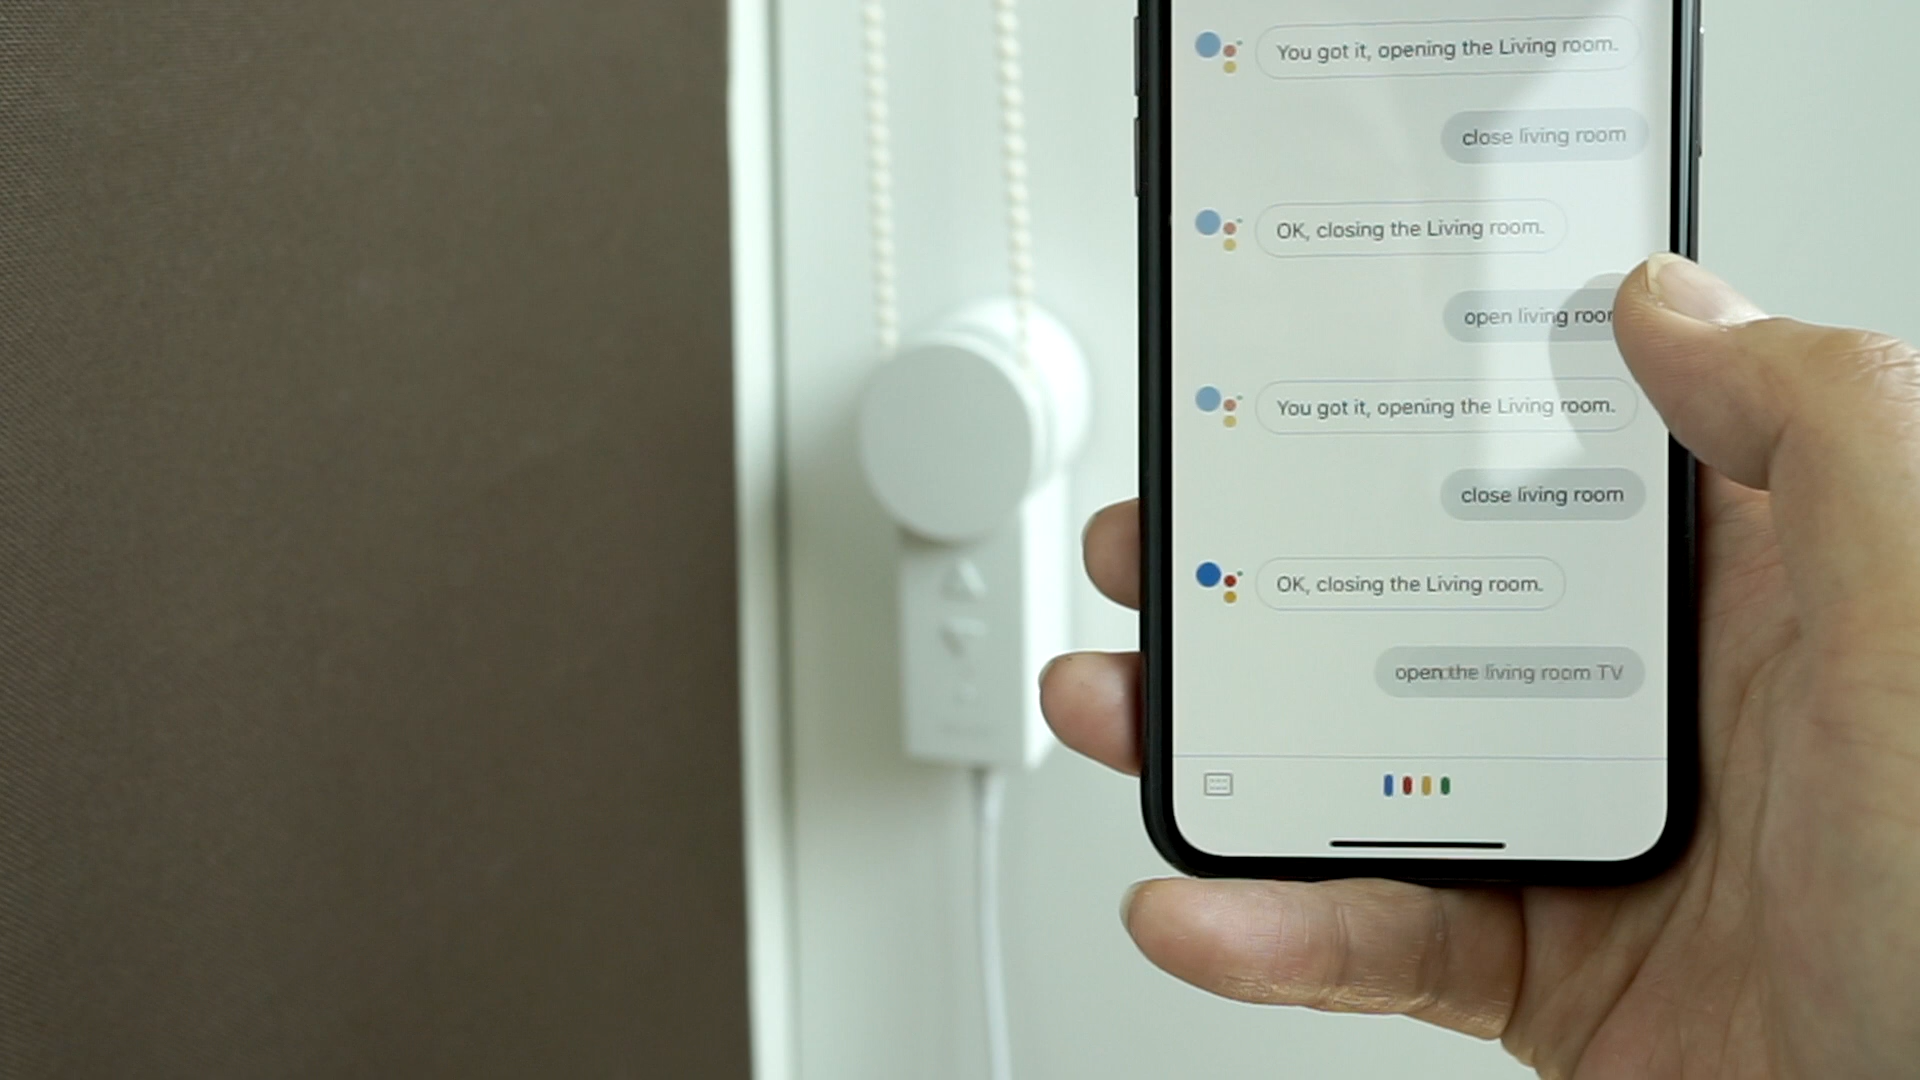 You got it, opening the Living room.
close living room
OK, closing the Living room.
open living
You got it, opening the Living room.
close living room
OK, closing the Living room.
open the living room TV